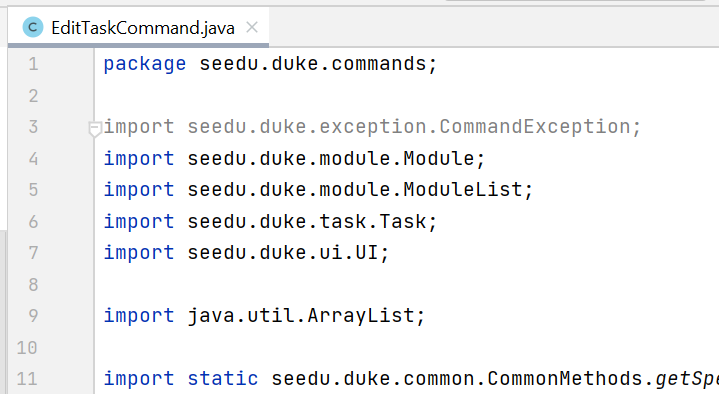 C EditTaskCommand.java ×
1 package seedu.duke.commands;
2
3 import seedu.duke.exception.CommandException;
4 import seedu.duke.module.Module;
5 import seedu.duke.module.ModuleList;
6 import seedu.duke.task.Task;
7 import seedu.duke.ui.UI;
8
9 import java.util.ArrayList;
10
11 import static seedu.duke.common.CommonMethods.getSpe